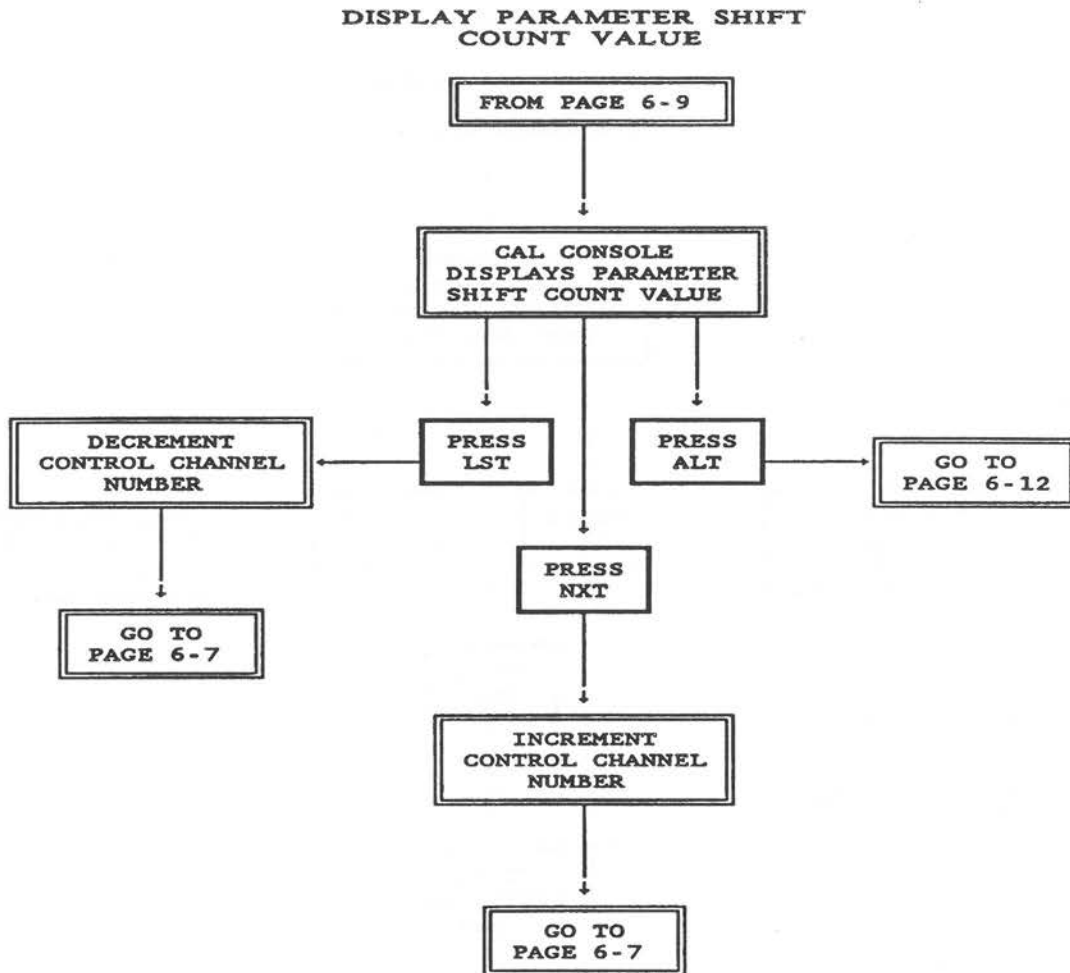 DISPLAY PARAMETER SHIFT
COUNT VALUE
FROM PAGE 6-9
CAL CONSOLE
DISPLAYS PARAMETER
SHIFT COUNT VALUE
DECREMENT
CONTROL CHANNEL
NUMBER
PRESS
LST
PRESS
ALT
GO TO
PAGE 6-12
PRESS
NXT
GO TO
PAGE 6-7
INCREMENT
CONTROL CHANNEL
NUMBER
GO TO
PAGE 6-7